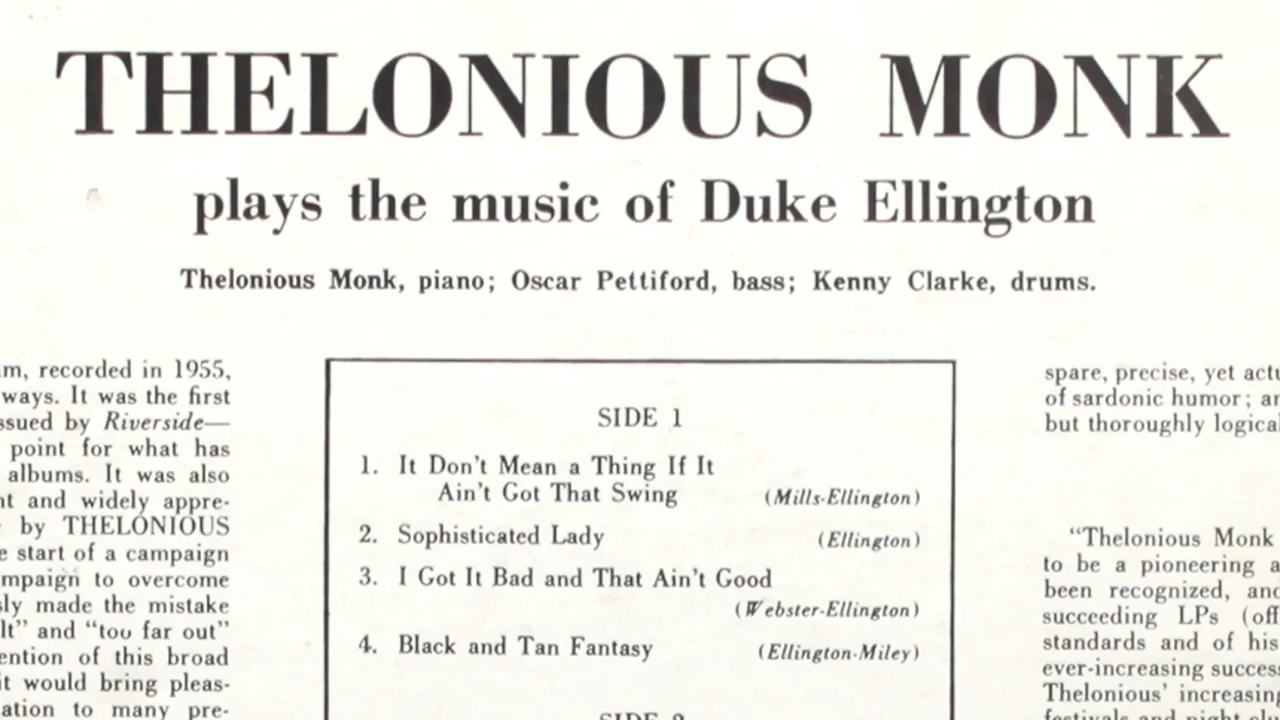 THELONIOUS MONK
plays the music of Duke Ellington
Thelonious Monk, piano; Oscar Pettiford, bass; Kenny Clarke, drums.
recorded in 1955,
ways. It was the first
by Riverside—
point for what has
albums. It was also
and widely appre-
by THELONIOUS
start of a campaign
to overcome
made the mistake
and “too far out”
of this broad
it would bring pleas-
to many pre-
SIDE 1
1. It Don't Mean a Thing If It
Ain't Got That Swing (Mills-Ellington)
2. Sophisticated Lady (Ellington)
3. I Got It Bad and That Ain't Good
(Webster-Ellington)
4. Black and Tan Fantasy (Ellington-Miley)
SIDE 2
spare, precise, yet
of sardonic humor;
but thoroughly
“Thelonious Monk
to be a pioneering
been recognized,
succeeding LPs
standards and of his
ever-increasing
Thelonious' increasing
festivals and night